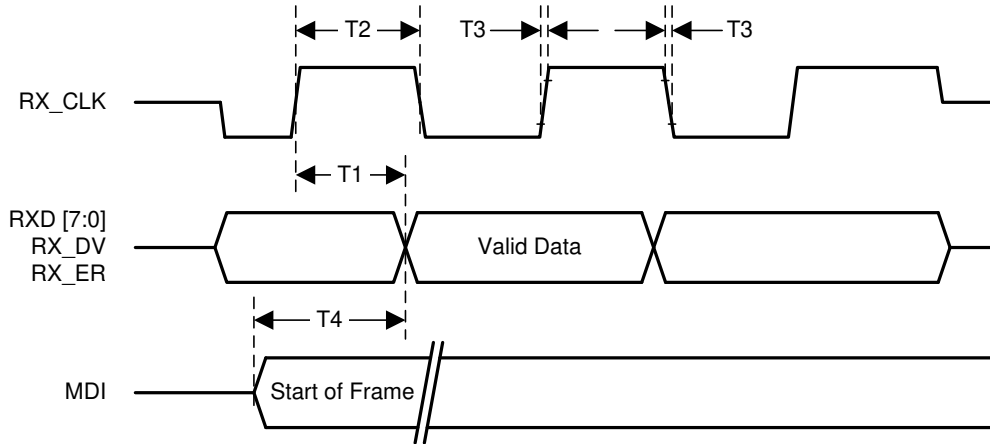 T2
T3
T3
RX_CLK
T1
RXD [7:0]
RX_DV
RX_ER
Valid Data
T4
MDI
Start of Frame